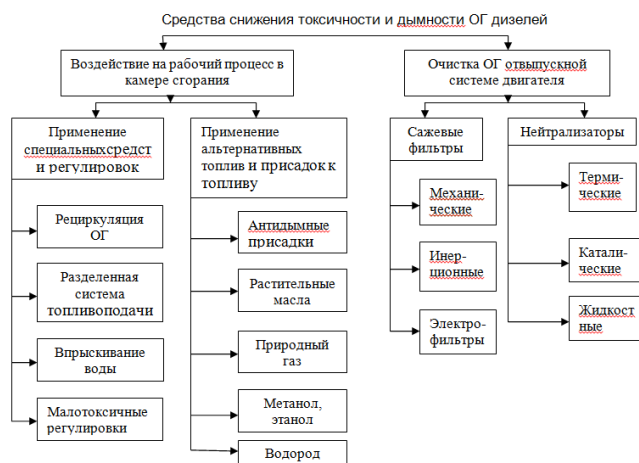 Средства снижения токсичности и дымности ОГ дизелей
Воздействие на рабочий процесс в
камере сгорания
Очистка ОГ отвыпускной
системе двигателя
Применение
специальныхсредст
и регулировок
Применение
альтернативных
топлив и присадок к
топливу
Сажевые
фильтры
Нейтрализаторы
Рециркуляция
ОГ
Разделенная система
топливоподачи
Впрыскивание
воды
Малотоксичные
регулировки
Антидымные
присадки
Растительные
масла
Природный
газ
Метанол,
этанол
Водород
Механи-
ческие
Инер-
ционные
Электро-
фильтры
Терми-
ческие
Катали-
ческие
Жидкост
ные